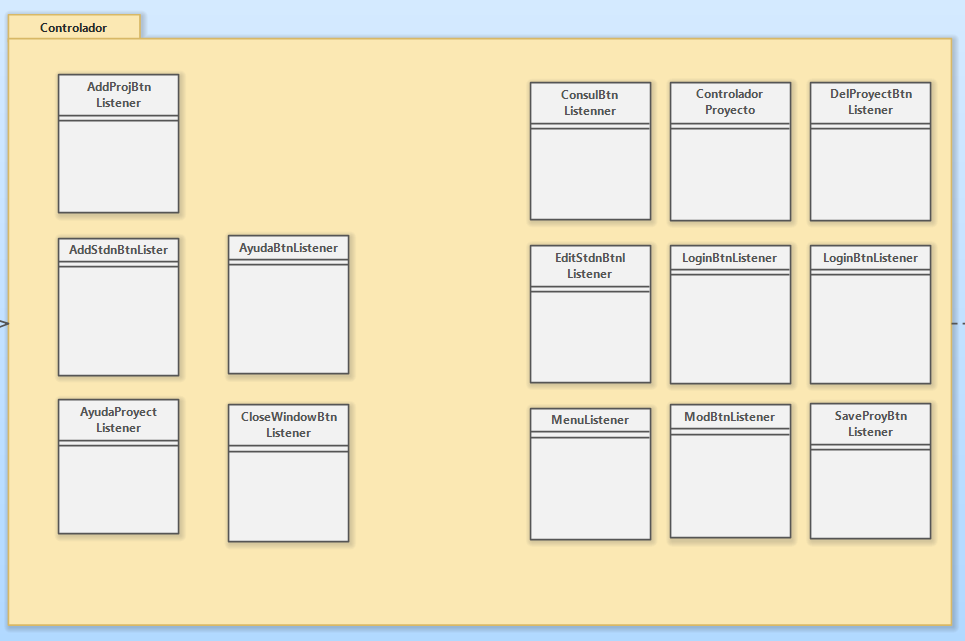 Controlador
AddProjBtn
Listener
ConsulBtn
Listenner
Controlador
Proyecto
DelProyectBtn
Listener
AddStdnBtnLister
AyudaBtnListener
EditStdnBtnl
Listener
LoginBtnListener
LoginBtnListener
AyudaProyect
Listener
CloseWindowBtn
Listener
MenuListener
ModBtnListener
SaveProyBtn
Listener